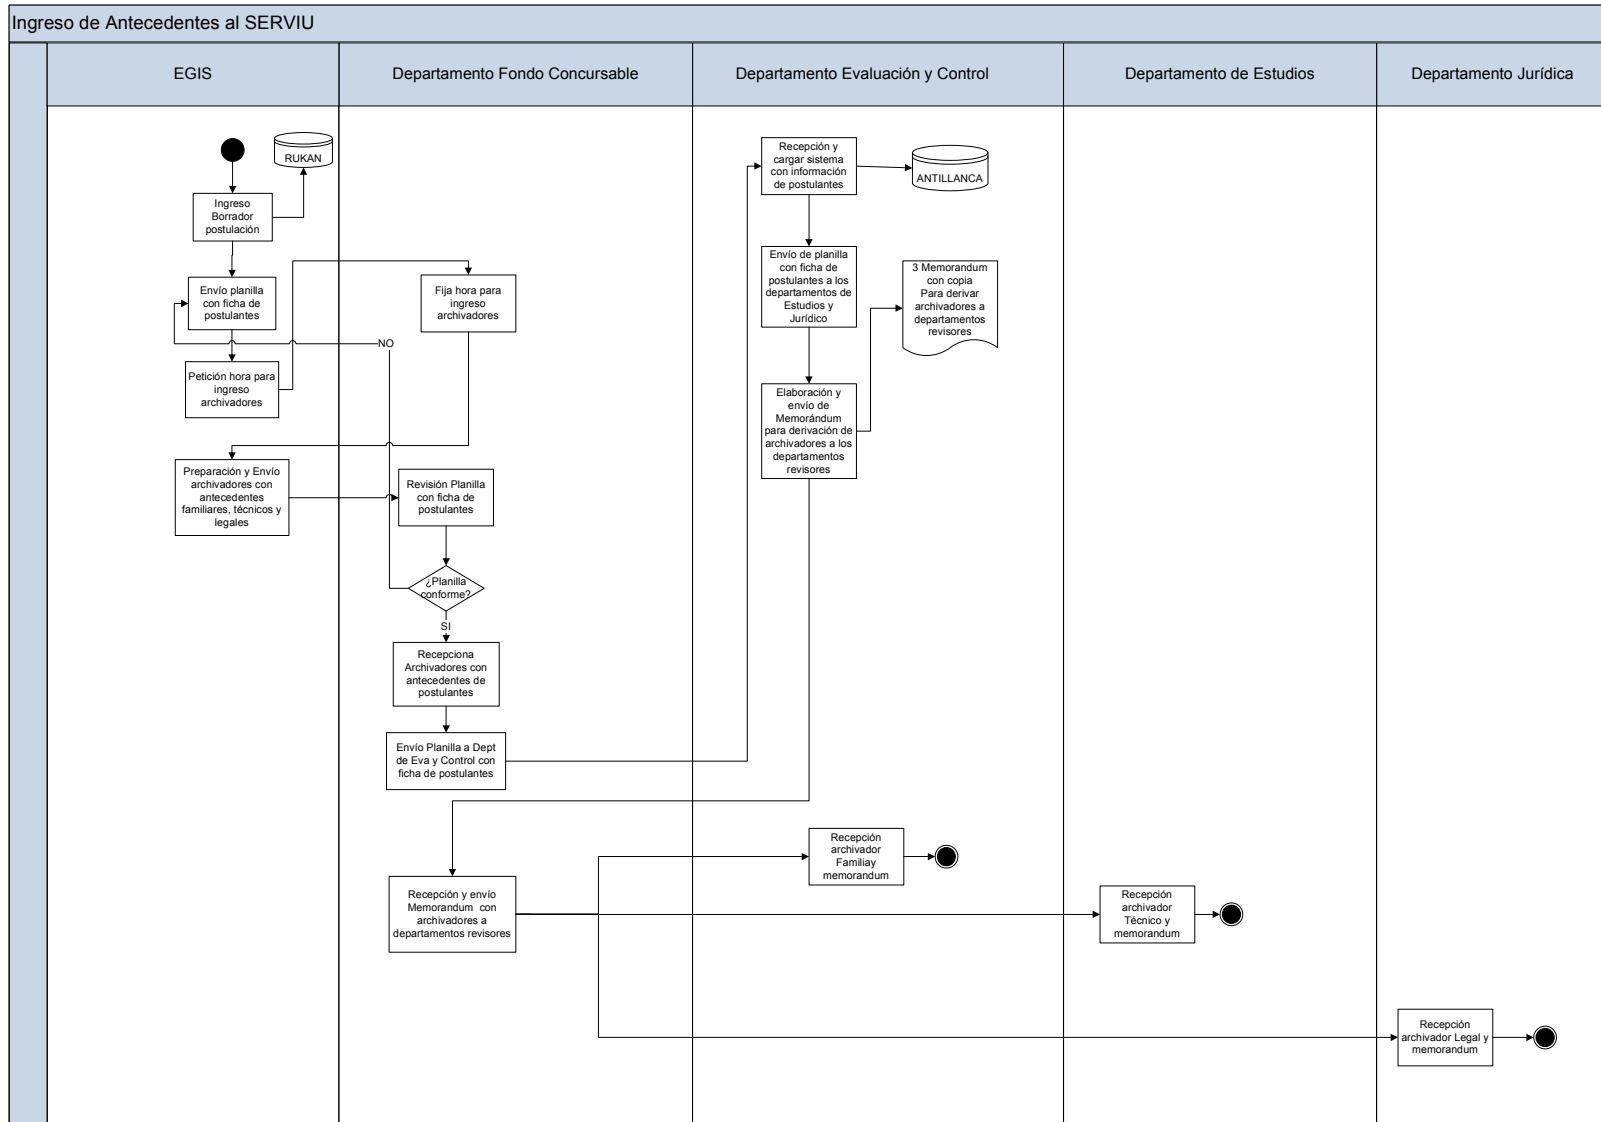 Ingreso de Antecedentes al SERVIU
EGIS
Departamento Fondo Concursable
Departamento Evaluación y Control
Departamento de Estudios
Departamento Jurídica
RUKAN
Ingreso
Borrador
postulación
Envío planilla
con ficha de
postulantes
Petición hora para
ingreso
archivadores
Preparación y Envío
archivadores con
antecedentes
familiares, técnicos y
legales
Fija hora para
ingreso
archivadores
NO
Revisión Planilla
con ficha de
postulantes
¿Planilla
conforme?
SI
Recepciona
Archivadores con
antecedentes de
postulantes
Envío Planilla a Dept
de Eva y Control con
ficha de postulantes
Recepción y envío
Memorandum con
archivadores a
departamentos revisores
Recepción y
cargar sistema
con información
de postulantes
ANTILLANCA
Envío de planilla
con ficha de
postulantes a los
departamentos de
Estudios y
Jurídico
3 Memorandum
con copia
Para derivar
archivadores a
departamentos
revisores
Elaboración y
envío de
Memorándum
para derivación de
archivadores a los
departamentos
revisores
Recepción
archivador
Familiay
memorandum
Recepción
archivador
Técnico y
memorandum
Recepción
archivador Legal y
memorandum